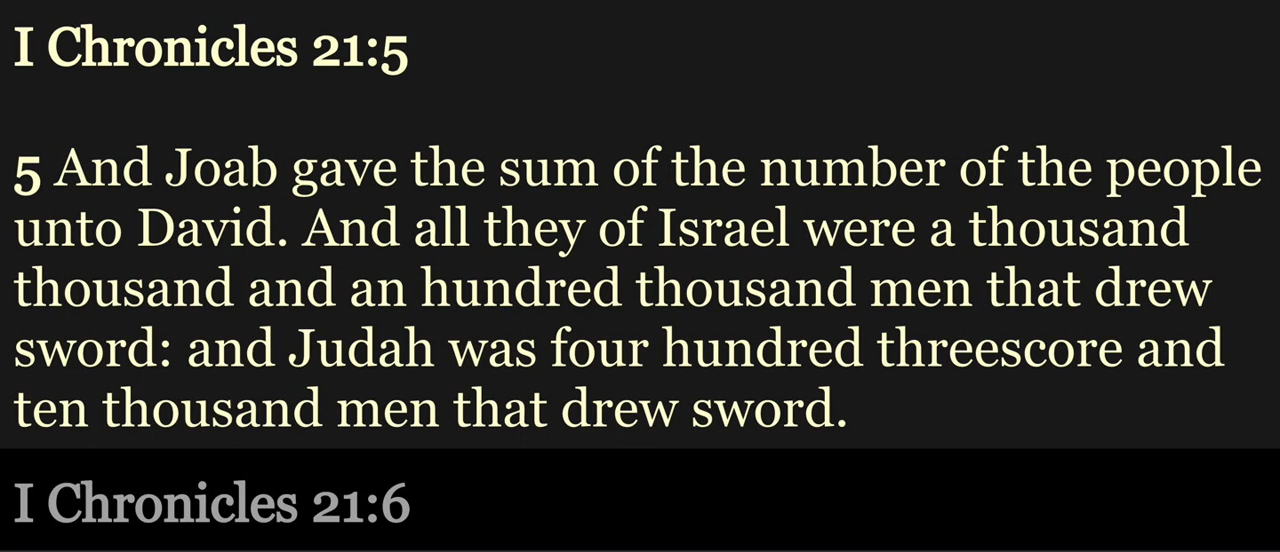 I Chronicles 21:5
5 And Joab gave the sum of the number of the people
unto David. And all they of Israel were a thousand
thousand and an hundred thousand men that drew
sword: and Judah was four hundred threescore and
ten thousand men that drew sword.
I Chronicles 21:6